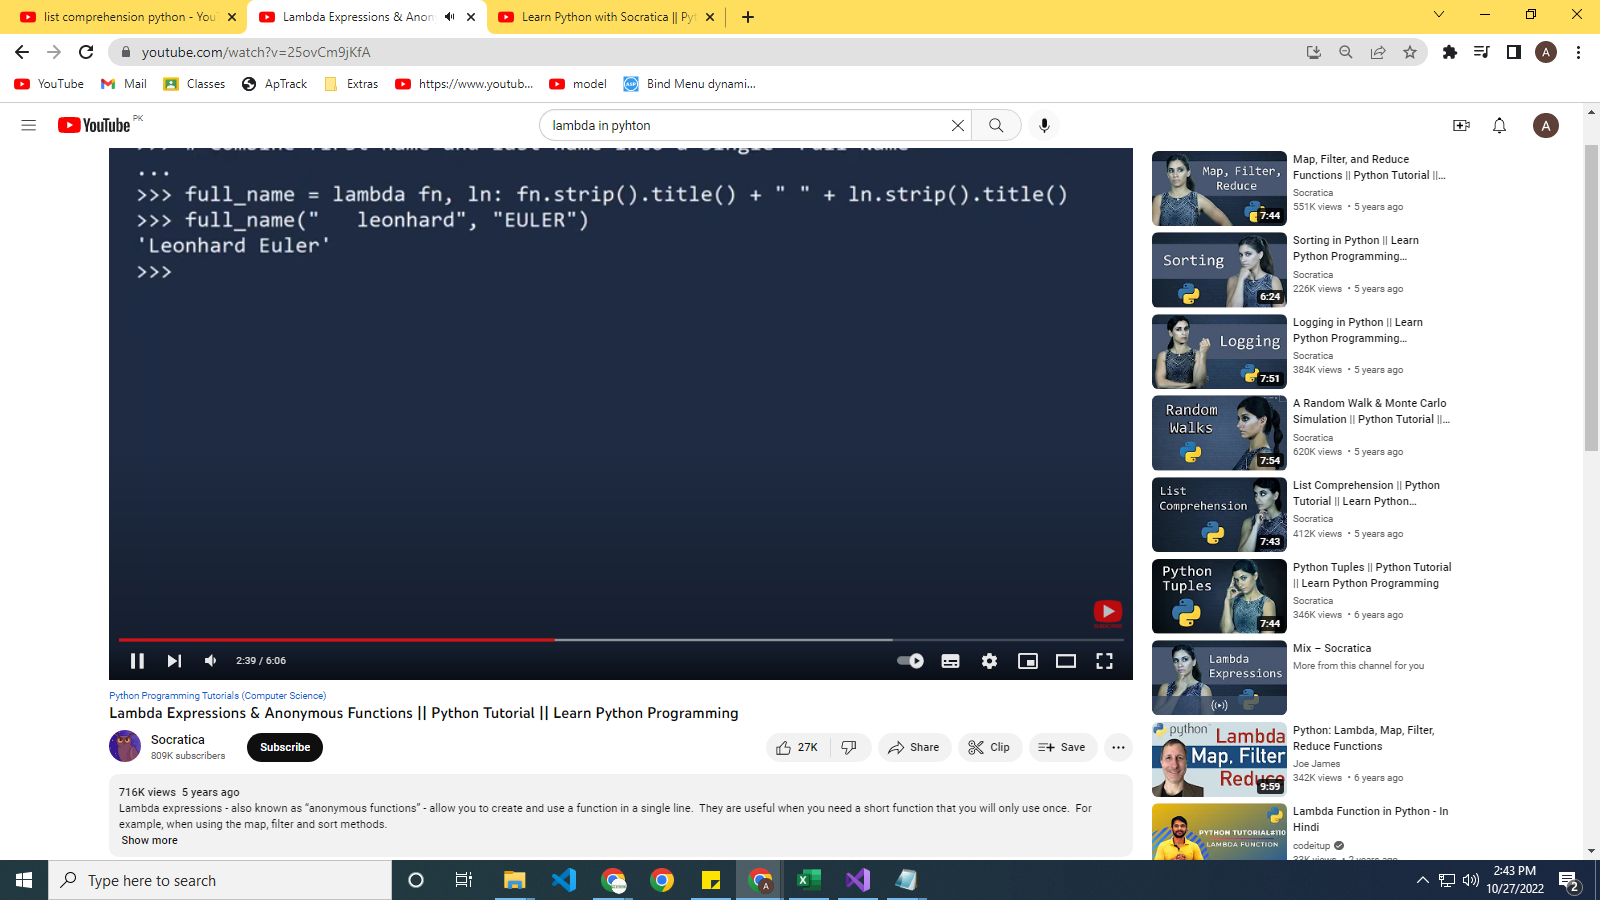 list comprehension python - You
Lambda Expressions & Anon
Learn Python with Socratica || Pyt
youtube.com/watch?v=25ovCm9jKfA
A
YouTube
Mail
Classes
ApTrack
Extras
https://www.youtub...
model
Bind Menu dynami...
YouTube PK
lambda in pyhton
A
>>> # Combine first name and last name into a single "Full Name"
...
>>> full_name = lambda fn, ln: fn.strip().title() + " " + ln.strip().title()
>>> full_name("   leonhard", "EULER")
'Leonhard Euler'
>>>
2:39 / 6:06
Python Programming Tutorials (Computer Science)
Lambda Expressions & Anonymous Functions || Python Tutorial || Learn Python Programming
Socratica
809K subscribers
Subscribe
27K
Share
Clip
Save
716K views 5 years ago
Lambda expressions - also known as “anonymous functions” - allow you to create and use a function in a single line. They are useful when you need a short function that you will only use once. For
example, when using the map, filter and sort methods.
Show more
Map, Filter,
Reduce
7:44
Map, Filter, and Reduce
Functions || Python Tutorial ||...
Socratica
551K views • 5 years ago
Sorting
6:24
Sorting in Python || Learn
Python Programming...
Socratica
226K views • 5 years ago
Logging
7:51
Logging in Python || Learn
Python Programming...
Socratica
384K views • 5 years ago
Random
Walks
7:54
A Random Walk & Monte Carlo
Simulation || Python Tutorial ||...
Socratica
620K views • 5 years ago
List
Comprehension
7:43
List Comprehension || Python
Tutorial || Learn Python...
Socratica
412K views • 5 years ago
Python
Tuples
7:44
Python Tuples || Python Tutorial
|| Learn Python Programming
Socratica
346K views • 6 years ago
Lambda
Expressions
Mix – Socratica
More from this channel for you
python™
Lambda
Map, Filter
Reduce
9:59
Python: Lambda, Map, Filter,
Reduce Functions
Joe James
342K views • 6 years ago
PYTHON TUTORIAL#110
LAMBDA FUNCTION
Lambda Function in Python - In
Hindi
codeitup
33K views • 2 years ago
Type here to search
A
2:43 PM
10/27/2022
2